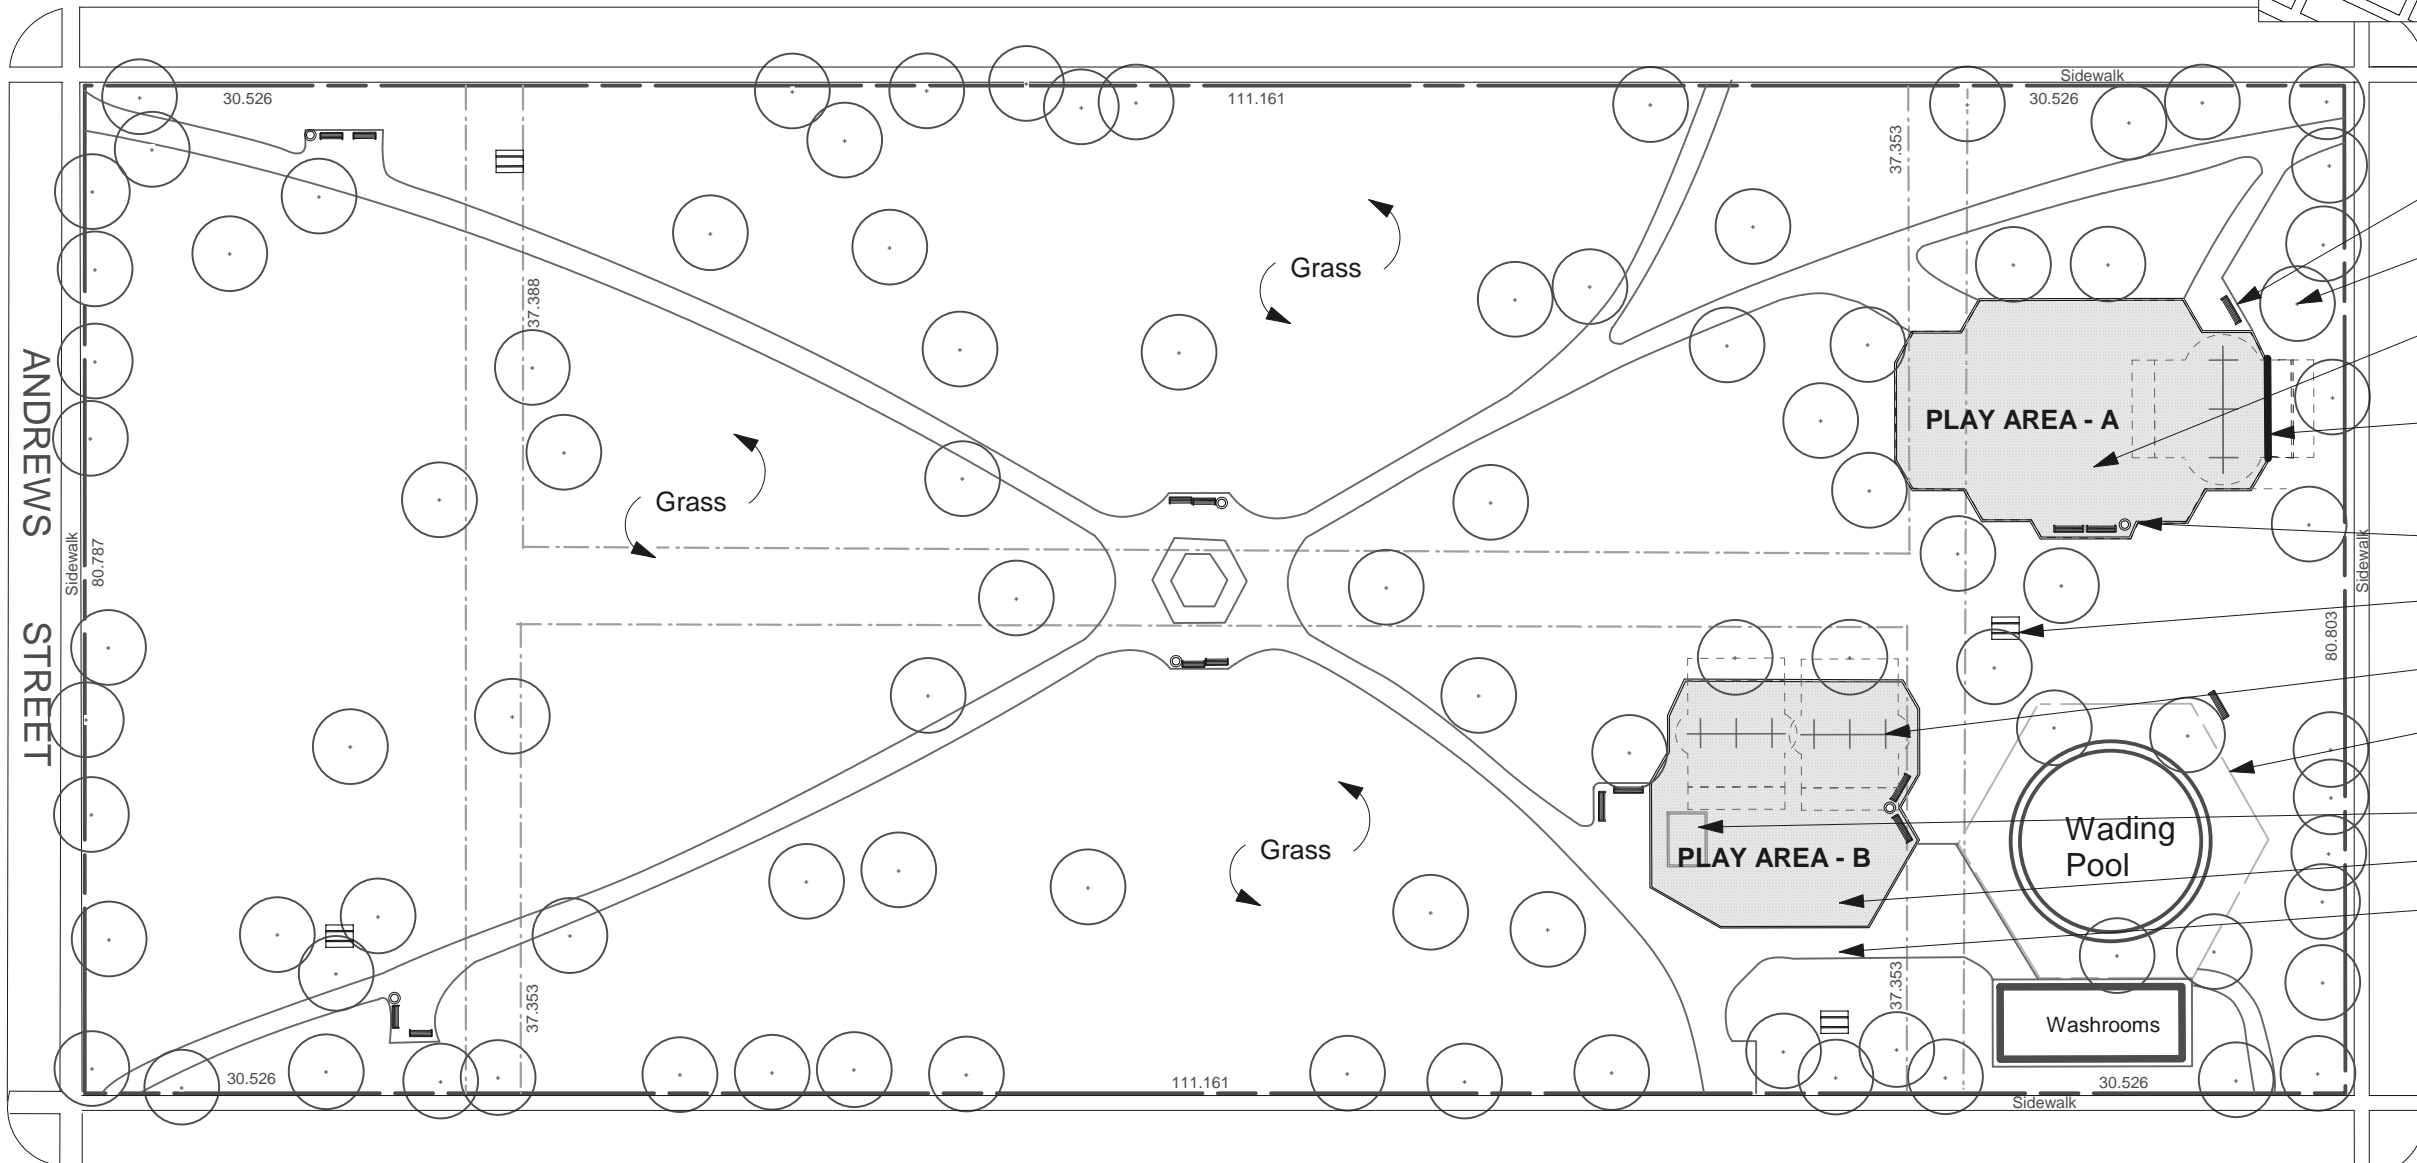 Sidewalk
30.526
111.161
30.526
37.353
Grass
37.388
PLAY AREA - A
Grass
ANDREWS STREET
Sidewalk
80.787
Sidewalk
80.803
Grass
PLAY AREA - B
Wading
Pool
37.353
37.353
Washrooms
30.526
111.161
30.526
Sidewalk